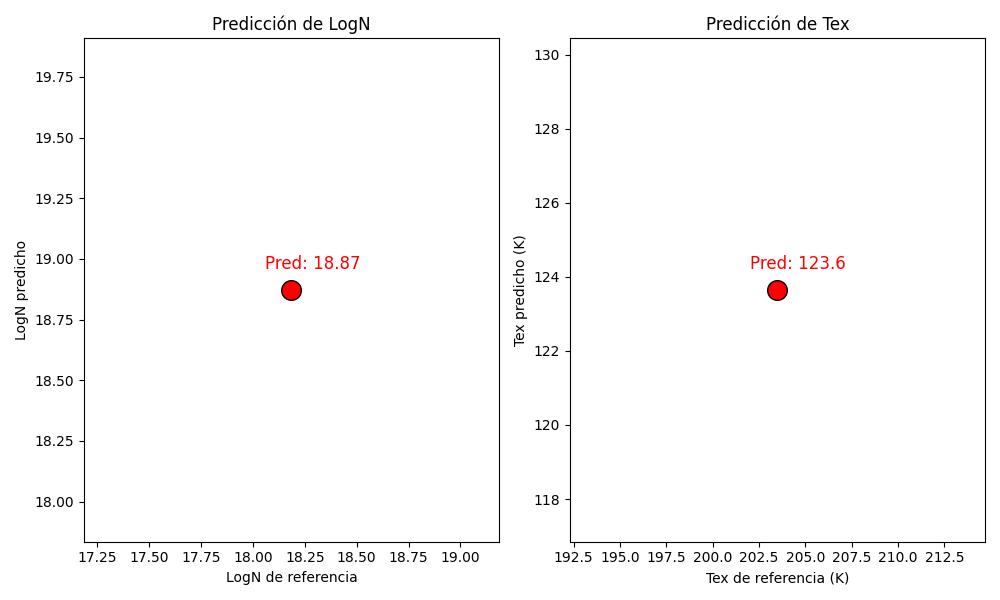 Predicción de LogN
19.75
19.50
19.25
19.00
18.75
18.50
18.25
18.00
LogN predicho
Pred: 18.87
17.25 17.50 17.75 18.00 18.25 18.50 18.75 19.00
LogN de referencia
Predicción de Tex
130
128
126
124
122
120
118
Tex predicho (K)
Pred: 123.6
192.5 195.0 197.5 200.0 202.5 205.0 207.5 210.0 212.5
Tex de referencia (K)